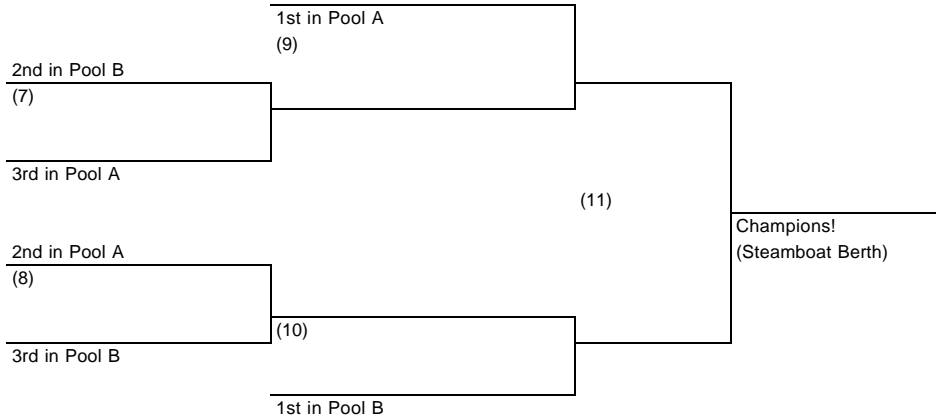 1st in Pool A
(9)
2nd in Pool B
(7)
3rd in Pool A
(11)
Champions!
(Steamboat Berth)
2nd in Pool A
(8)
(10)
3rd in Pool B
1st in Pool B